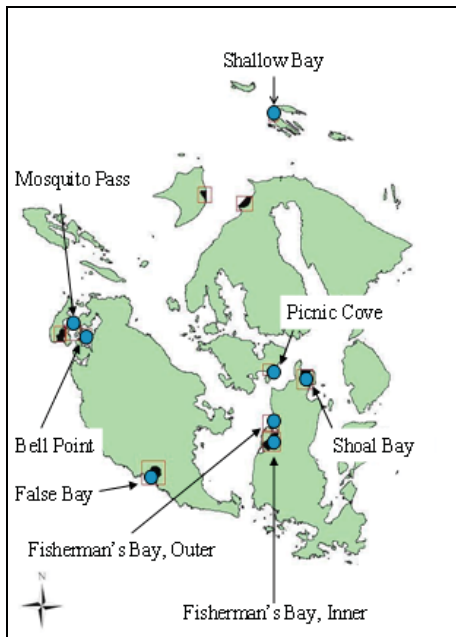 Shallow Bay
Mosquito Pass
Picnic Cove
Bell Point
Shoal Bay
False Bay
Fisherman's Bay, Outer
Fisherman's Bay, Inner
N